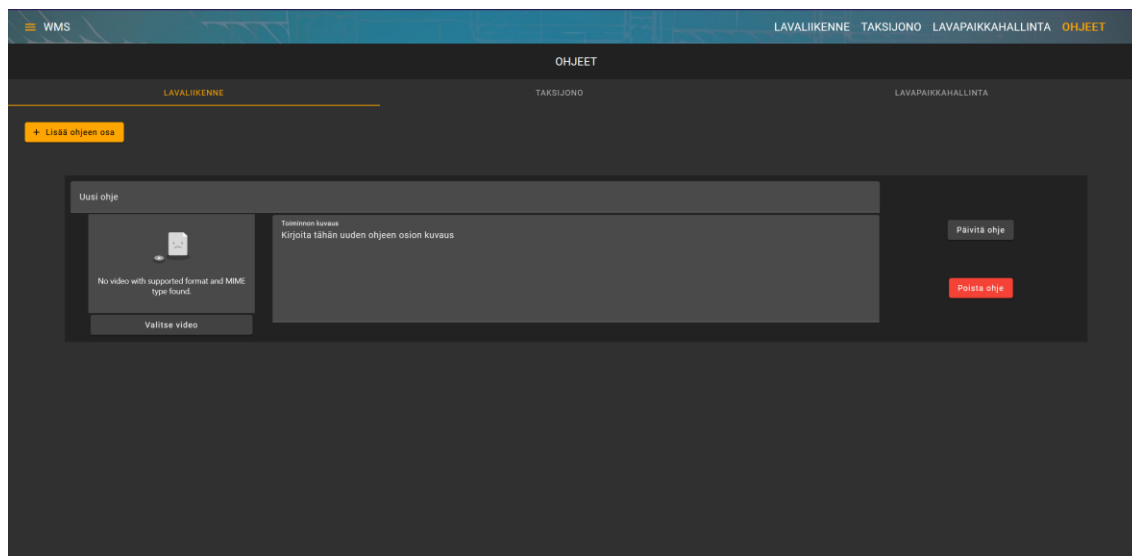 WMS
LAVALIIKENNE TAKSIJONO LAVAPAIKKAHALLINTA OHJEET
OHJEET
LAVALIIKENNE TAKSIJONO LAVAPAIKKAHALLINTA
+ Lisää ohjeen osa
Uusi ohje
Toiminnon kuvaus
Kirjoita tähän uuden ohjeen osion kuvaus
No video with supported format and MIME
type found.
Valitse video
Päivitä ohje
Poista ohje